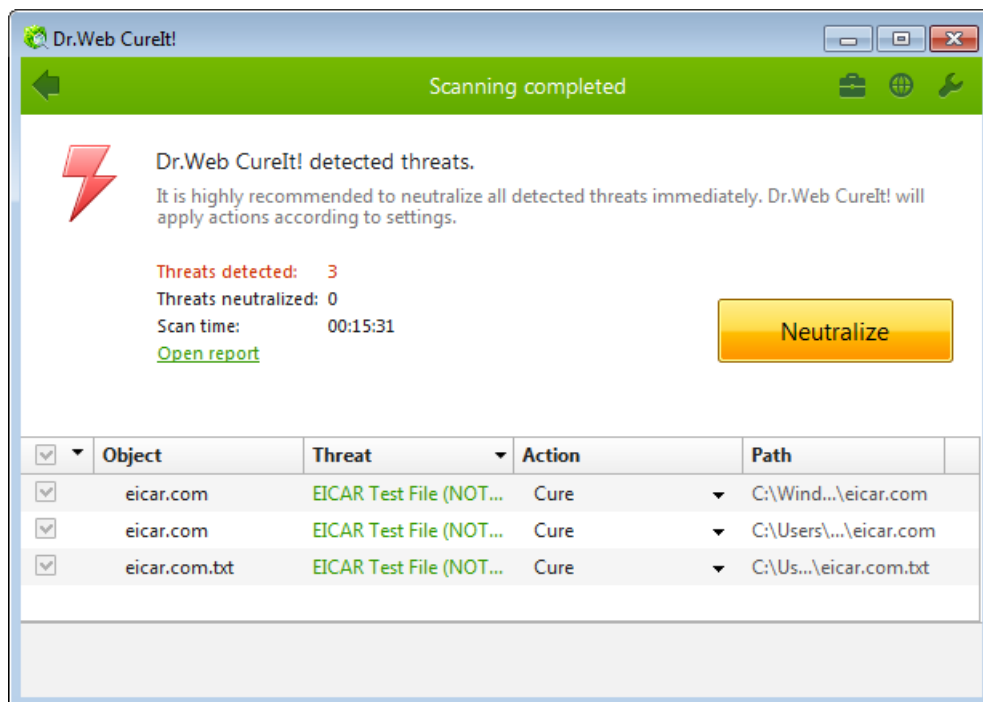 Dr.Web CureIt!
Scanning completed
Dr.Web CureIt! detected threats.
It is highly recommended to neutralize all detected threats immediately. Dr.Web CureIt! will
apply actions according to settings.
Threats detected: 3
Threats neutralized: 0
Scan time: 00:15:31
Open report
Neutralize
Object Threat Action Path
eicar.com EICAR Test File (NOT... Cure C:\Wind...\eicar.com
eicar.com EICAR Test File (NOT... Cure C:\Users\...\eicar.com
eicar.com.txt EICAR Test File (NOT... Cure C:\Us...\eicar.com.txt